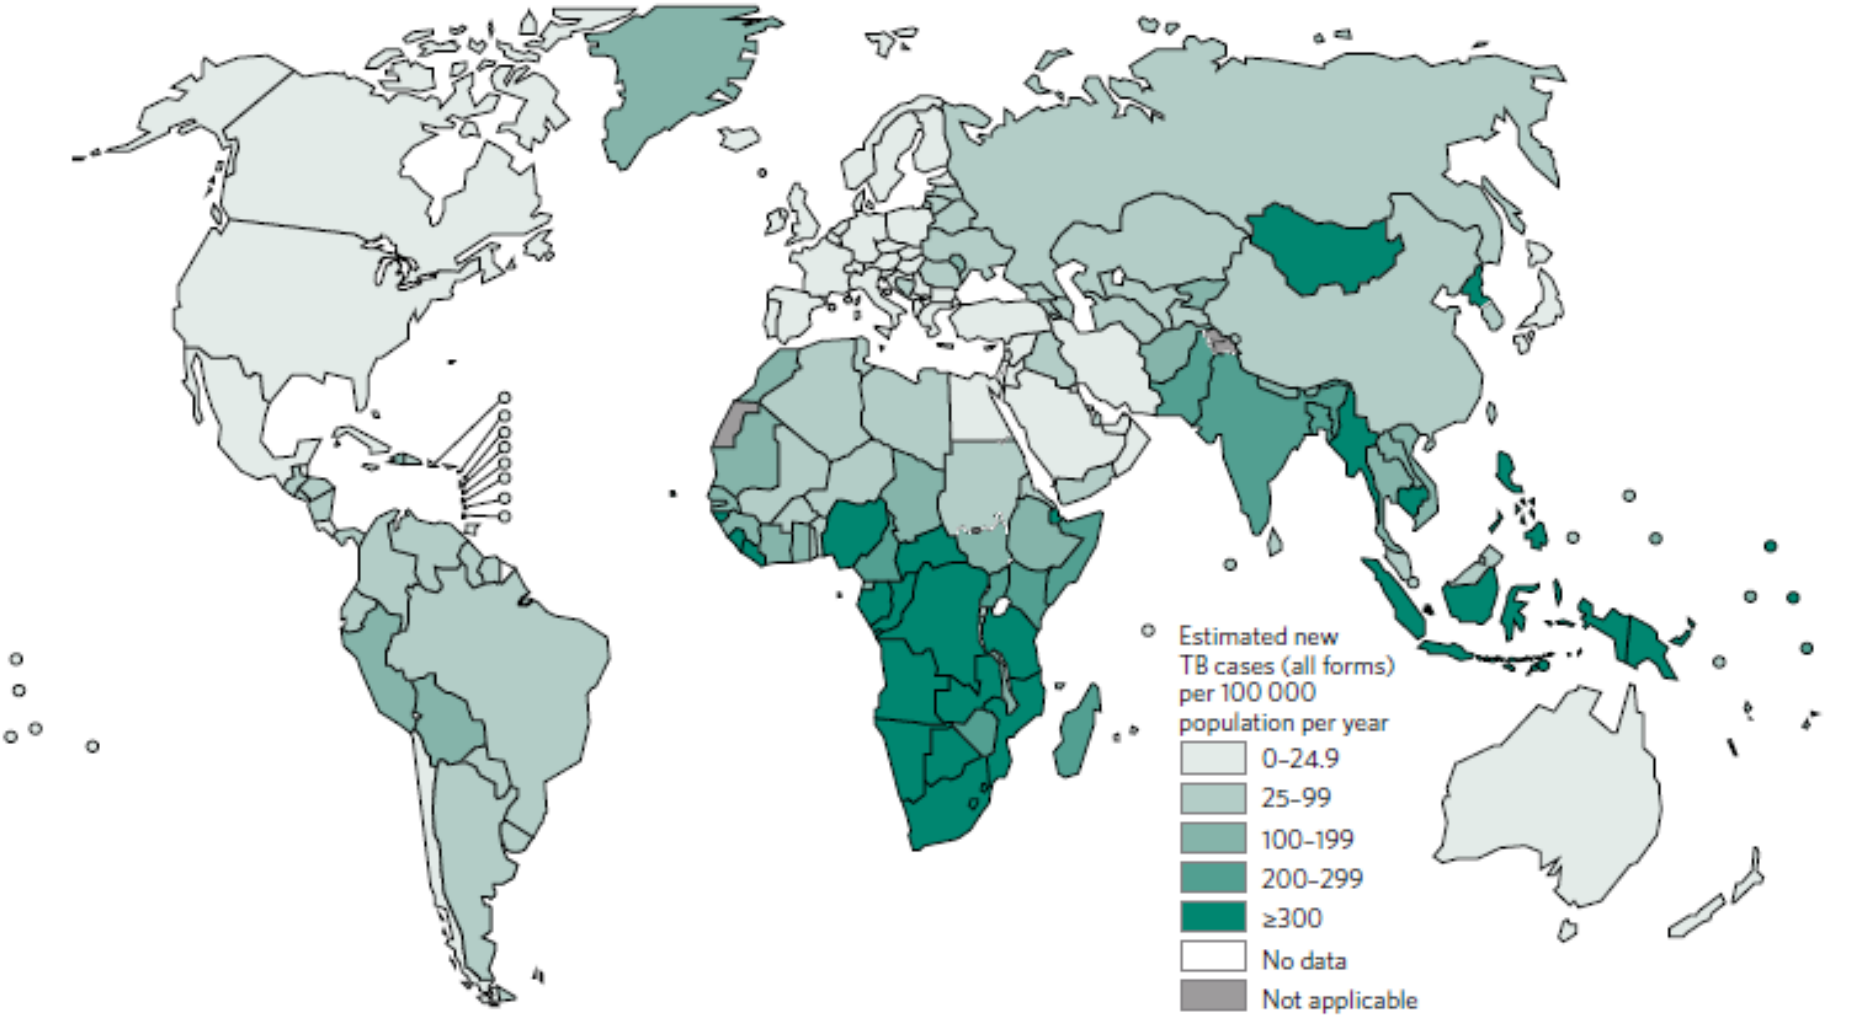 Estimated new
TB cases (all forms)
per 100 000
population per year
0–24.9
25–99
100–199
200–299
≥300
No data
Not applicable